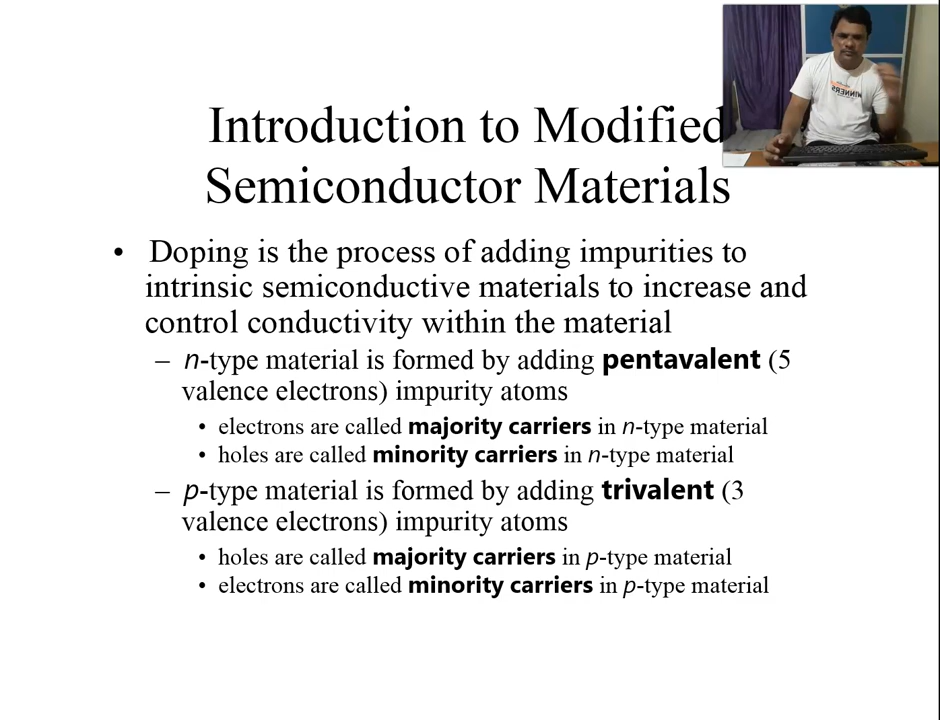 Introduction to Modified
Semiconductor Materials
• Doping is the process of adding impurities to
intrinsic semiconductive materials to increase and
control conductivity within the material
– n-type material is formed by adding pentavalent (5
valence electrons) impurity atoms
• electrons are called majority carriers in n-type material
• holes are called minority carriers in n-type material
– p-type material is formed by adding trivalent (3
valence electrons) impurity atoms
• holes are called majority carriers in p-type material
• electrons are called minority carriers in p-type material
WINNERS